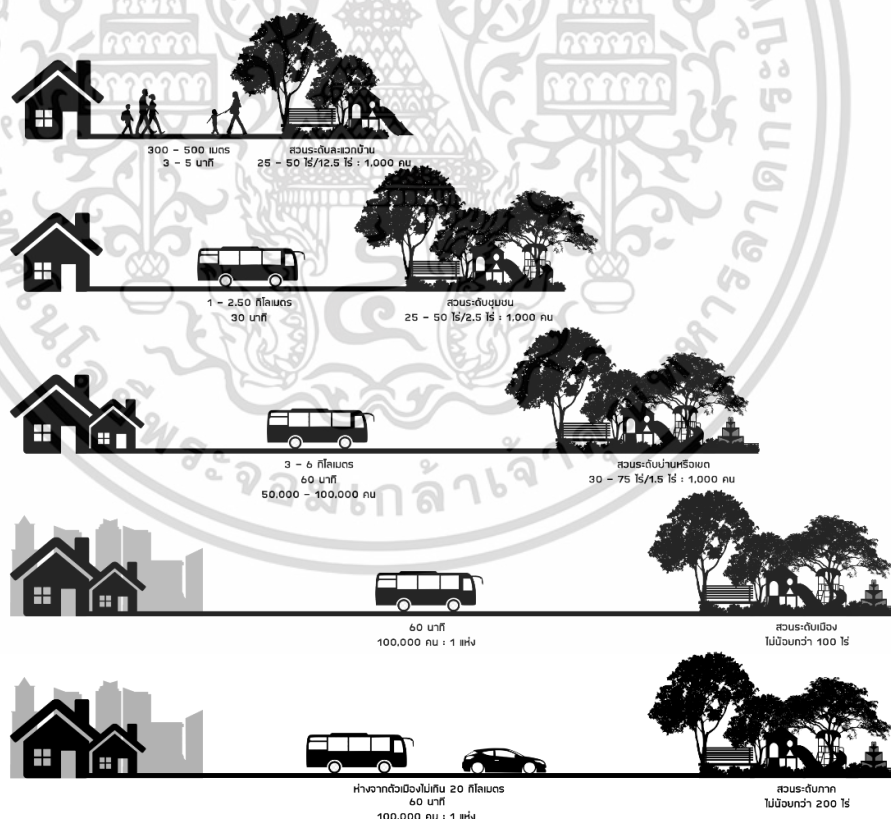 300 - 500 เมตร
3 - 5 นาที
สวนระดับละแวกบ้าน
25 - 50 ไร่/12.5 ไร่ : 1,000 คน
1 - 2.50 กิโลเมตร
30 นาที
สวนระดับชุมชน
25 - 50 ไร่/2.5 ไร่ : 1,000 คน
3 - 6 กิโลเมตร
60 นาที
50,000 - 100,000 คน
สวนระดับย่านหรือเขต
30 - 75 ไร่/1.5 ไร่ : 1,000 คน
60 นาที
100,000 คน : 1 แห่ง
สวนระดับเมือง
ไม่น้อยกว่า 100 ไร่
ห่างจากตัวเมืองไม่เกิน 20 กิโลเมตร
60 นาที
100,000 คน : 1 แห่ง
สวนระดับภาค
ไม่น้อยกว่า 200 ไร่